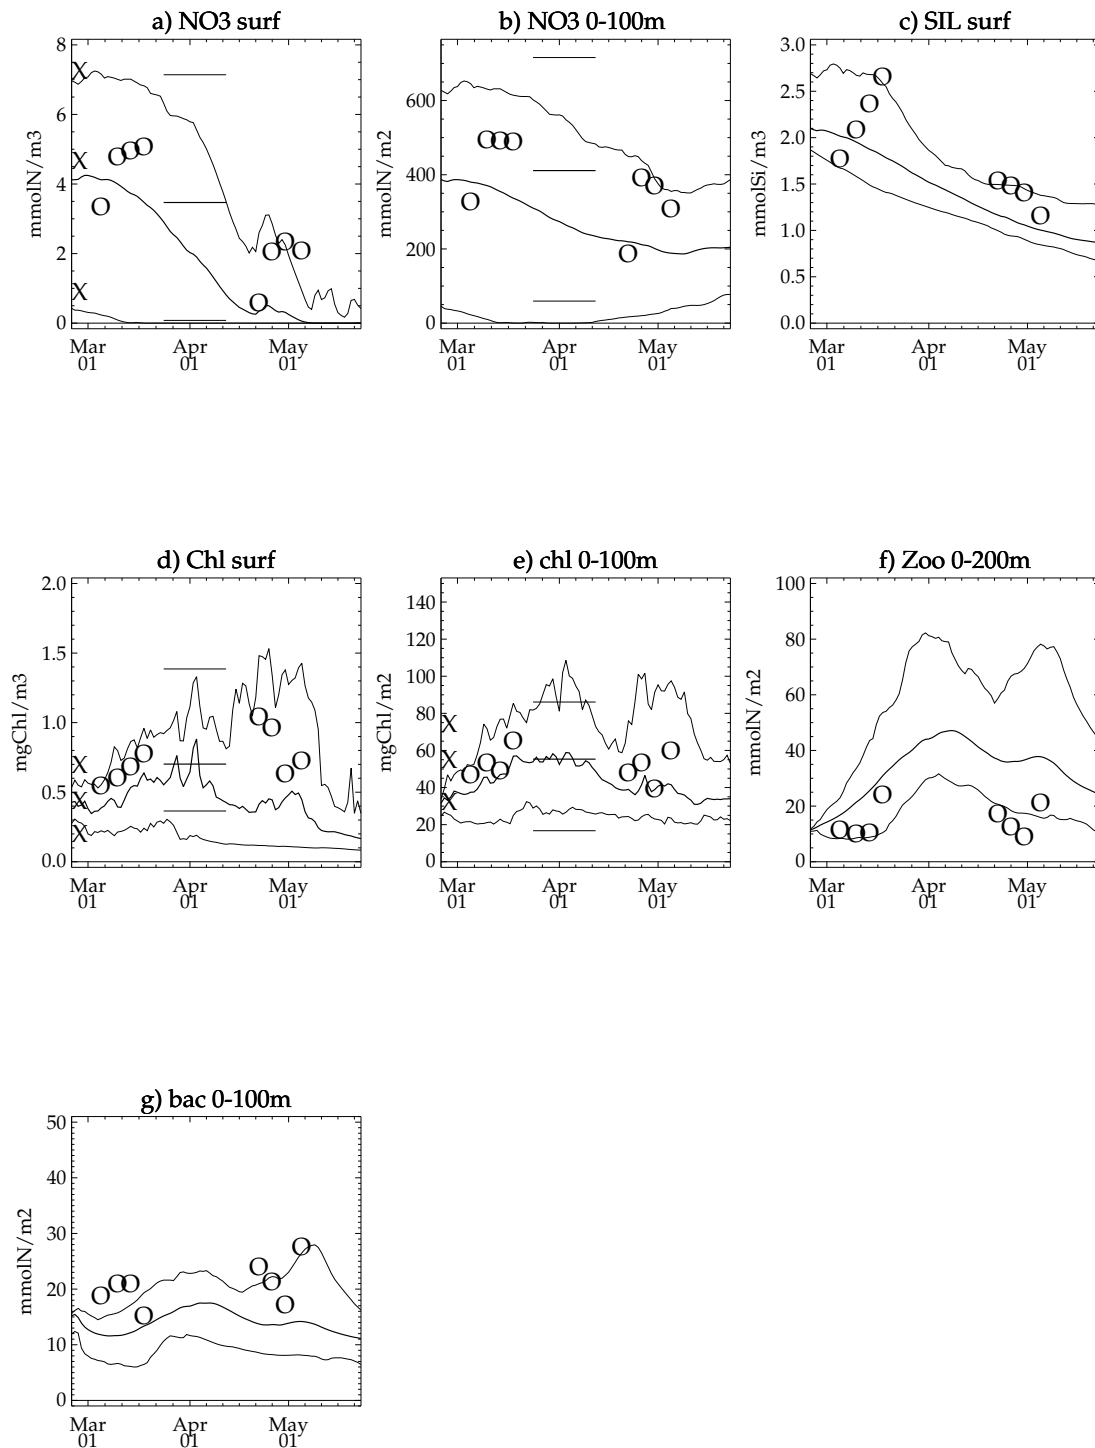 a) NO3 surf
mmolN/m3
8
6
4
2
0
X
X
X
O
O
O
O
O
O
O
O
Mar 01
Apr 01
May 01
b) NO3 0-100m
mmolN/m2
600
400
200
0
O
O
O
O
O
O
O
O
Mar 01
Apr 01
May 01
c) SIL surf
mmolSi/m3
3.0
2.5
2.0
1.5
1.0
0.5
0.0
O
O
O
O
O
O
O
O
Mar 01
Apr 01
May 01
d) Chl surf
mgChl/m3
2.0
1.5
1.0
0.5
0.0
X
X
X
O
O
O
O
O
O
O
O
Mar 01
Apr 01
May 01
e) chl 0-100m
mgChl/m2
140
120
100
80
60
40
20
0
X
X
X
O
O
O
O
O
O
O
O
Mar 01
Apr 01
May 01
f) Zoo 0-200m
mmolN/m2
100
80
60
40
20
0
O
O
O
O
O
O
O
O
Mar 01
Apr 01
May 01
g) bac 0-100m
mmolN/m2
50
40
30
20
10
0
O
O
O
O
O
O
O
O
Mar 01
Apr 01
May 01